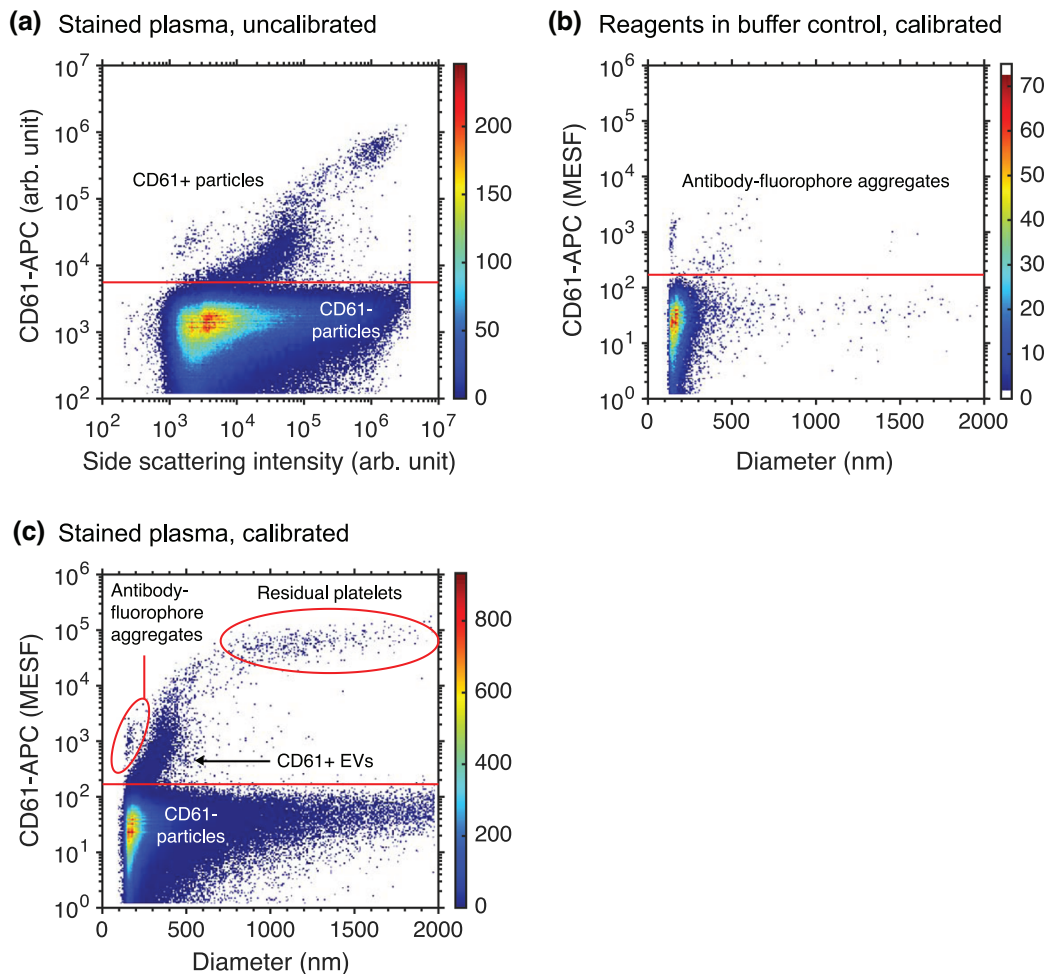 (a) Stained plasma, uncalibrated
10^7
10^6
10^5
10^4
10^3
10^2
CD61-APC (arb. unit)
CD61+ particles
CD61-
particles
200
150
100
50
0
10^2 10^3 10^4 10^5 10^6 10^7
Side scattering intensity (arb. unit)
(b) Reagents in buffer control, calibrated
10^6
10^5
10^4
10^3
10^2
10^1
10^0
CD61-APC (MESF)
Antibody-fluorophore aggregates
70
60
50
40
30
20
10
0
0 500 1000 1500 2000
Diameter (nm)
(c) Stained plasma, calibrated
10^6
10^5
10^4
10^3
10^2
10^1
10^0
CD61-APC (MESF)
Antibody-
fluorophore
aggregates
Residual platelets
CD61+ EVs
CD61-
particles
800
600
400
200
0
0 500 1000 1500 2000
Diameter (nm)